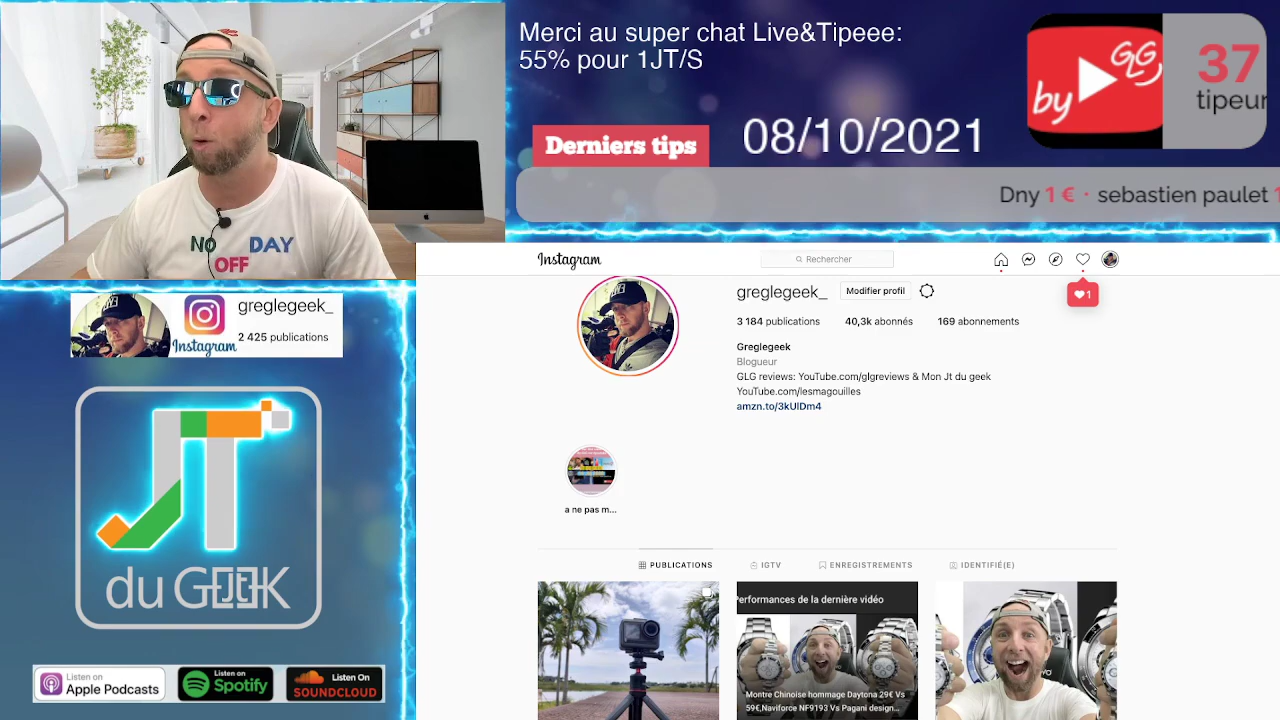 Merci au super chat Live&Tipeee:
55% pour 1JT/S
Derniers tips
08/10/2021
by GLG
37
tipeur
Dny 1 € · sebastien paulet 1
NO DAY
OFF
greglegeek_
Instagram
2 425 publications
du GEEK
Listen on
Apple Podcasts
Listen on
Spotify
Listen On
SOUNDCLOUD
Instagram
Rechercher
1
greglegeek_
Modifier profil
3 184 publications 40,3k abonnés 169 abonnements
Greglegeek
Blogueur
GLG reviews: YouTube.com/glgreviews & Mon Jt du geek
YouTube.com/lesmagouilles
amzn.to/3kUlDm4
a ne pas m...
PUBLICATIONS IGTV ENREGISTREMENTS IDENTIFIÉ(E)
Performances de la dernière vidéo
Montre Chinoise hommage Daytona 29€ Vs
59€,Naviforce NF9193 Vs Pagani design...